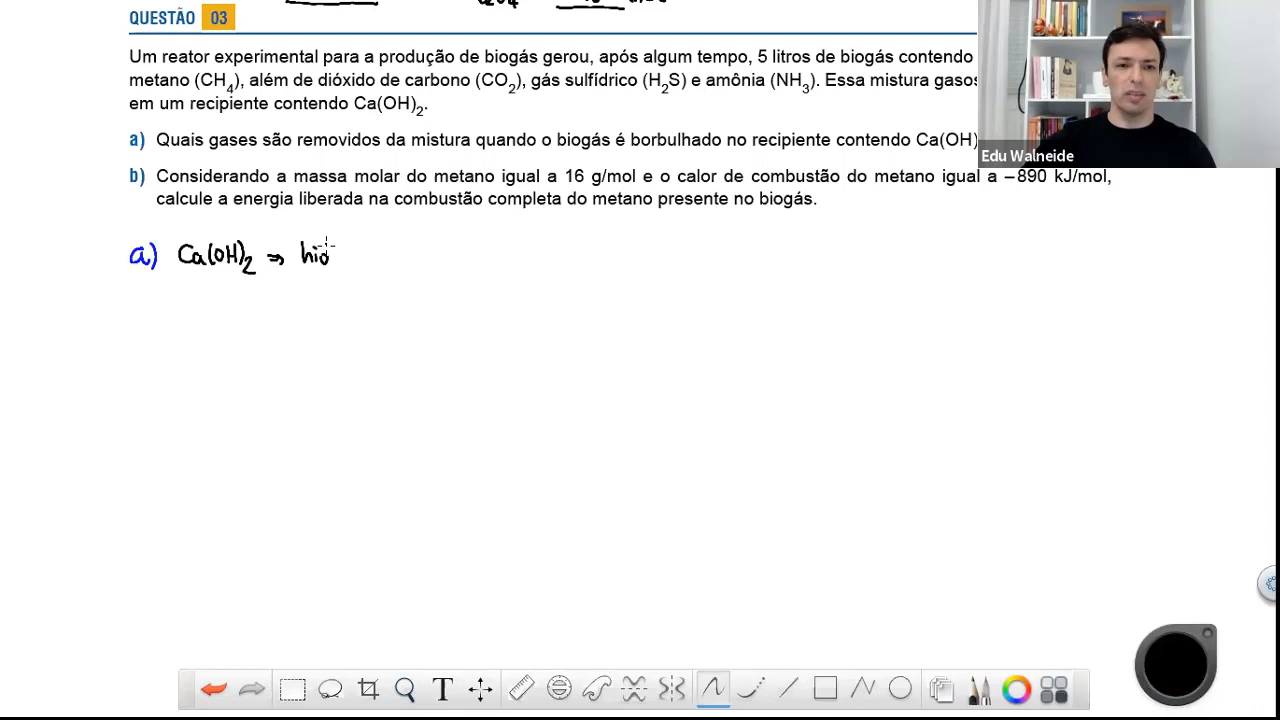 QUESTÃO 03
Um reator experimental para a produção de biogás gerou, após algum tempo, 5 litros de biogás contendo
metano (CH4), além de dióxido de carbono (CO2), gás sulfídrico (H2S) e amônia (NH3). Essa mistura gasos
em um recipiente contendo Ca(OH)2.
a) Quais gases são removidos da mistura quando o biogás é borbulhado no recipiente contendo Ca(OH)
Edu Walneide
b) Considerando a massa molar do metano igual a 16 g/mol e o calor de combustão do metano igual a –890 kJ/mol,
calcule a energia liberada na combustão completa do metano presente no biogás.
a) Ca(OH)2 ⇒ hid